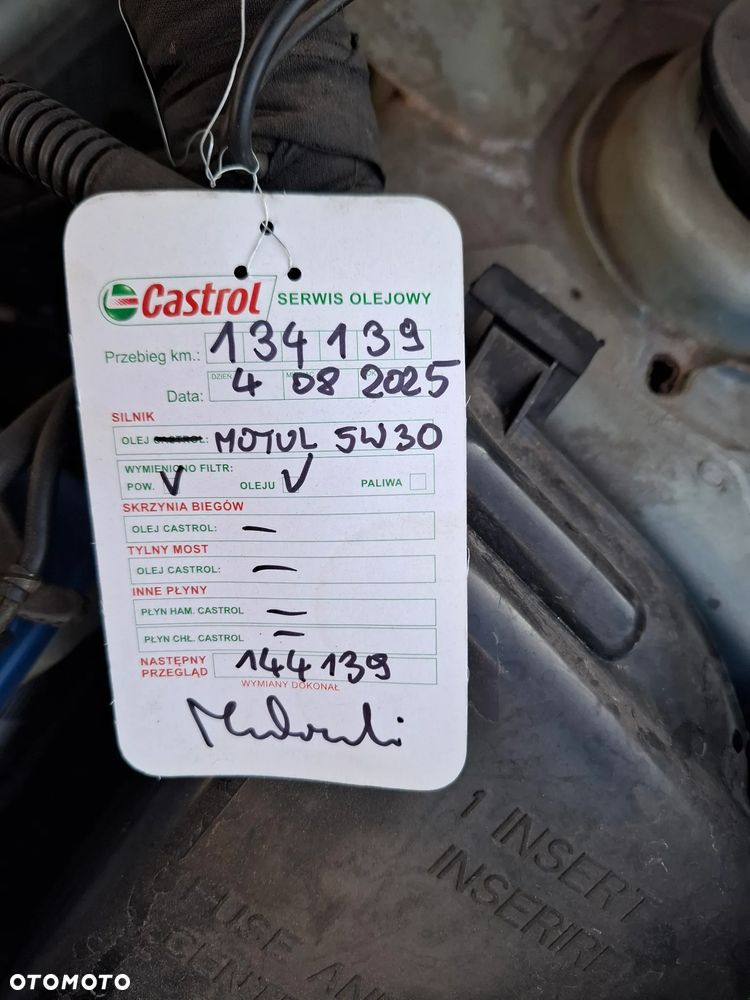 Castrol SERWIS OLEJOWY
Przebieg km.: 134139
Data: 4 08 2025
SILNIK
OLEJ CASTROL: MOTUL 5W30
WYMIENIONO FILTR:
POW. ✓ OLEJU ✓ PALIWA
SKRZYNIA BIEGÓW
OLEJ CASTROL: –
TYLNY MOST
OLEJ CASTROL: –
INNE PŁYNY
PŁYN HAM. CASTROL –
PŁYN CHŁ. CASTROL –
NASTĘPNY
PRZEGLĄD 144139
WYMIANY DOKONAŁ
1 INSERT
INSERIRE
FUSE AND
OTOMOTO